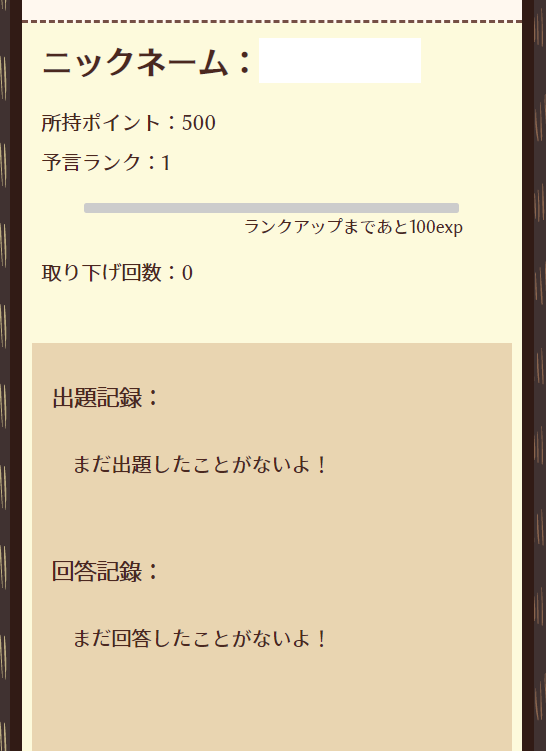 ニックネーム：
所持ポイント：500
予言ランク：1
ランクアップまであと100exp
取り下げ回数：0
出題記録：
まだ出題したことがないよ！
回答記録：
まだ回答したことがないよ！